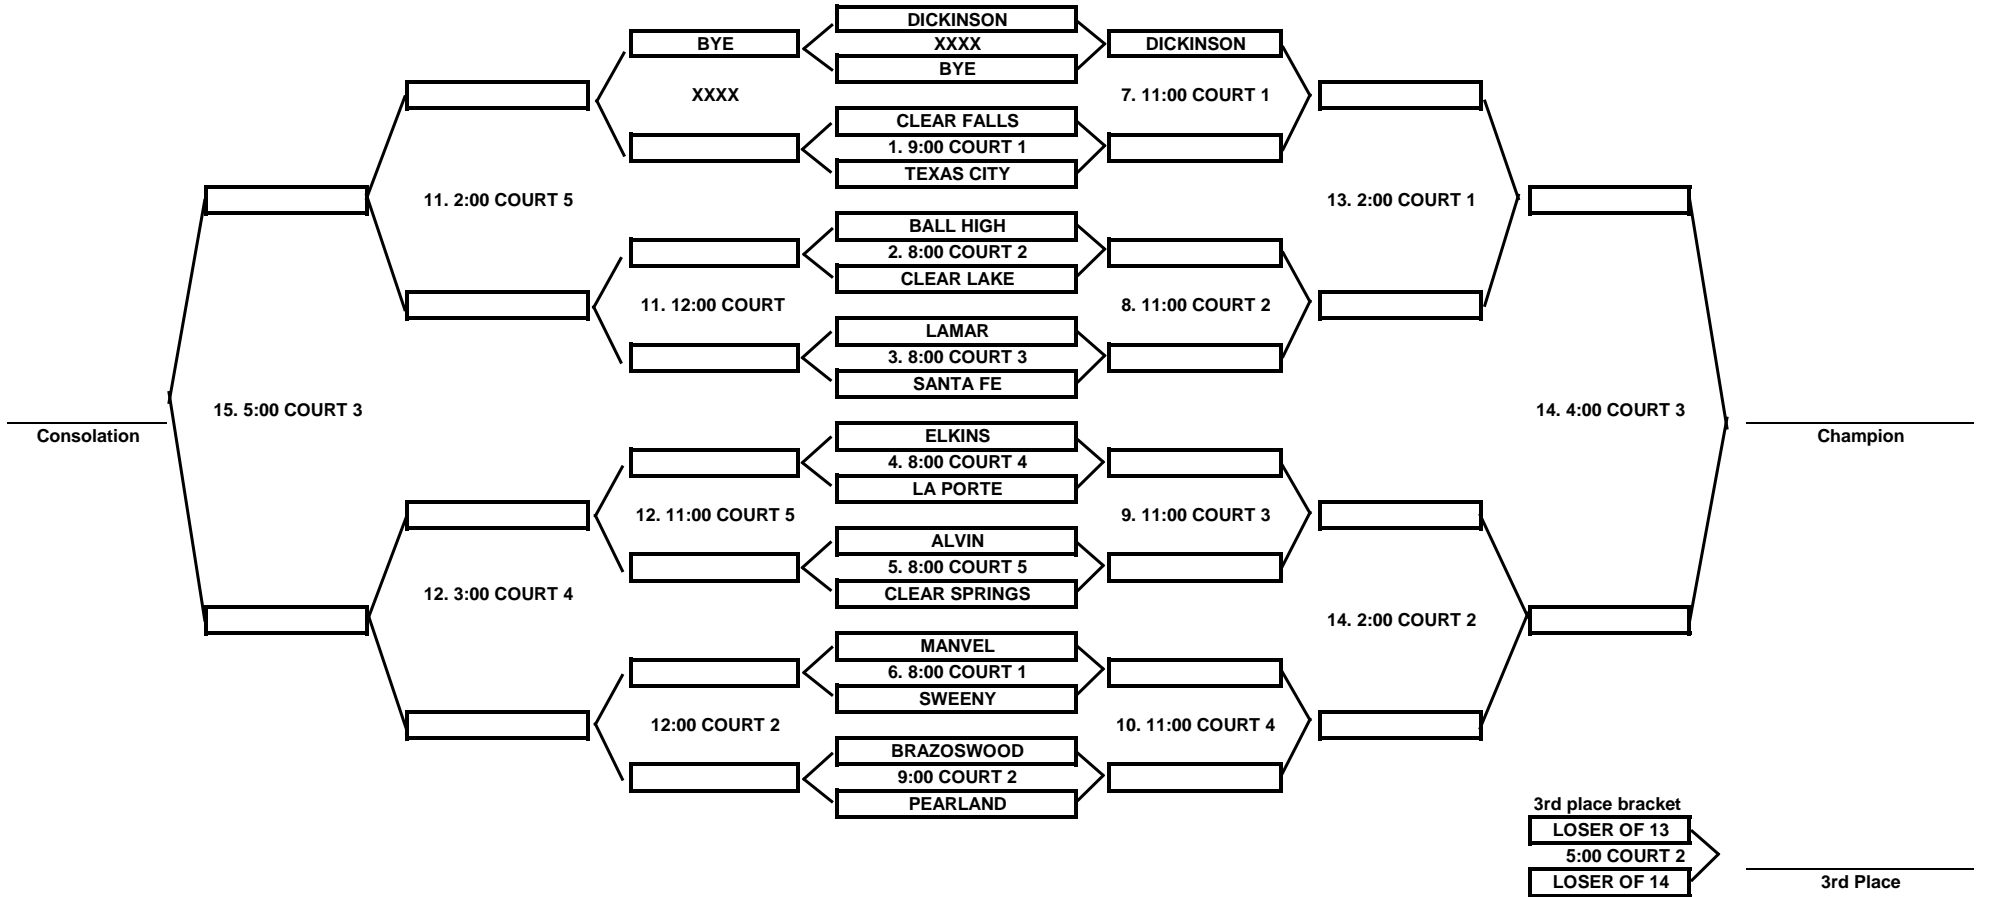 DICKINSON
BYE
XXXX
DICKINSON
BYE
XXXX
7. 11:00 COURT 1
CLEAR FALLS
1. 9:00 COURT 1
TEXAS CITY
11. 2:00 COURT 5
13. 2:00 COURT 1
BALL HIGH
2. 8:00 COURT 2
CLEAR LAKE
11. 12:00 COURT
8. 11:00 COURT 2
LAMAR
3. 8:00 COURT 3
SANTA FE
15. 5:00 COURT 3
14. 4:00 COURT 3
Consolation
Champion
ELKINS
4. 8:00 COURT 4
LA PORTE
12. 11:00 COURT 5
9. 11:00 COURT 3
ALVIN
5. 8:00 COURT 5
CLEAR SPRINGS
12. 3:00 COURT 4
14. 2:00 COURT 2
MANVEL
6. 8:00 COURT 1
SWEENY
12:00 COURT 2
10. 11:00 COURT 4
BRAZOSWOOD
9:00 COURT 2
PEARLAND
3rd place bracket
LOSER OF 13
5:00 COURT 2
LOSER OF 14
3rd Place